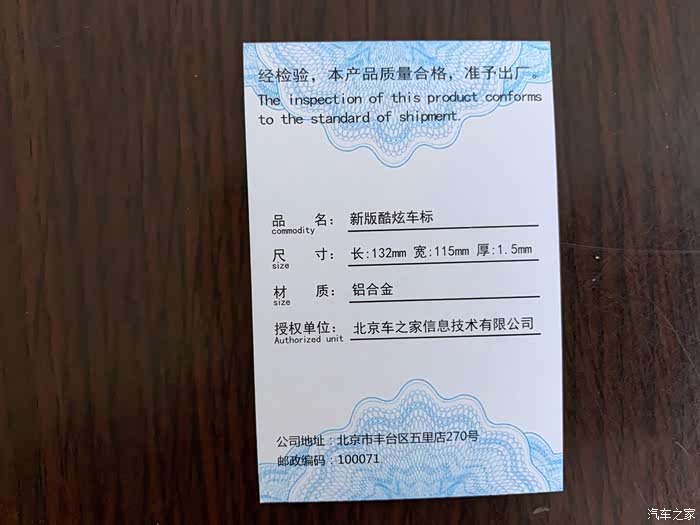 经检验，本产品质量合格，准予出厂。
The inspection of this product conforms
to the standard of shipment.
品 名：新版酷炫车标
commodity
尺 寸：长:132mm 宽:115mm 厚:1.5mm
size
材 质：铝合金
size
授权单位：北京车之家信息技术有限公司
Authorized unit
公司地址：北京市丰台区五里店270号
邮政编码：100071
汽车之家